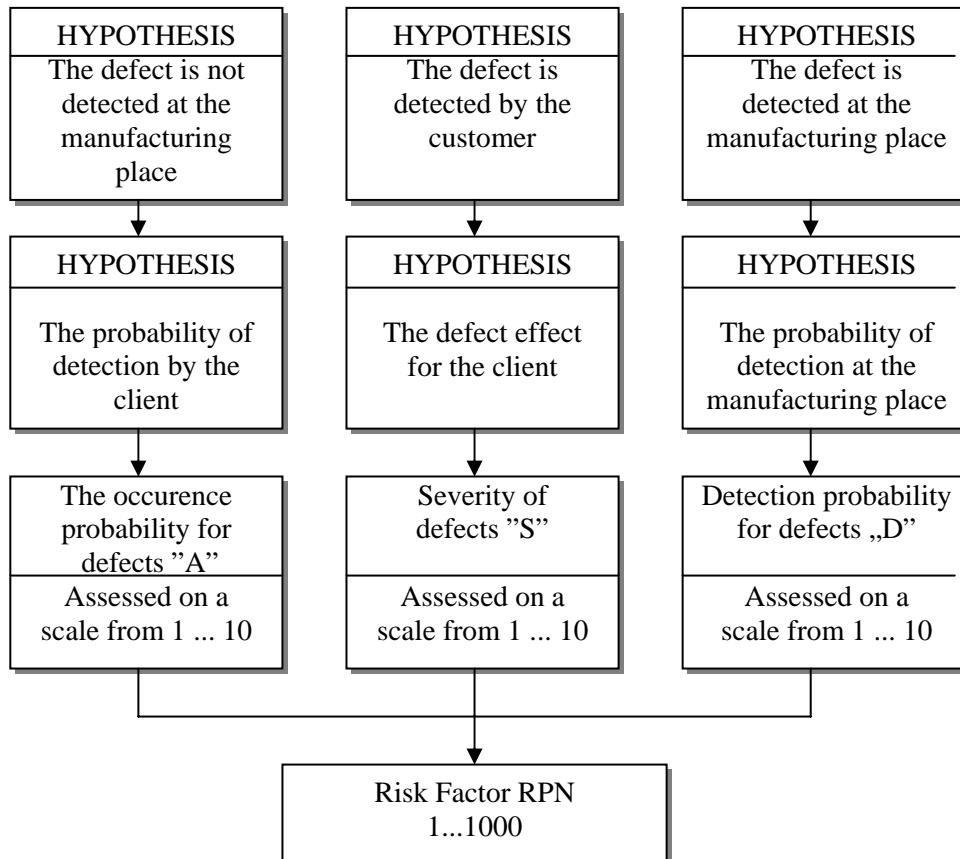 HYPOTHESIS
The defect is not
detected at the
manufacturing
place
HYPOTHESIS
The defect is
detected by the
customer
HYPOTHESIS
The defect is
detected at the
manufacturing place
HYPOTHESIS
The probability of
detection by the
client
HYPOTHESIS
The defect effect
for the client
HYPOTHESIS
The probability of
detection at the
manufacturing place
The occurence
probability for
defects ”A”
Assessed on a
scale from 1 ... 10
Severity of
defects ”S”
Assessed on a
scale from 1 ... 10
Detection probability
for defects „D”
Assessed on a
scale from 1 ... 10
Risk Factor RPN
1...1000